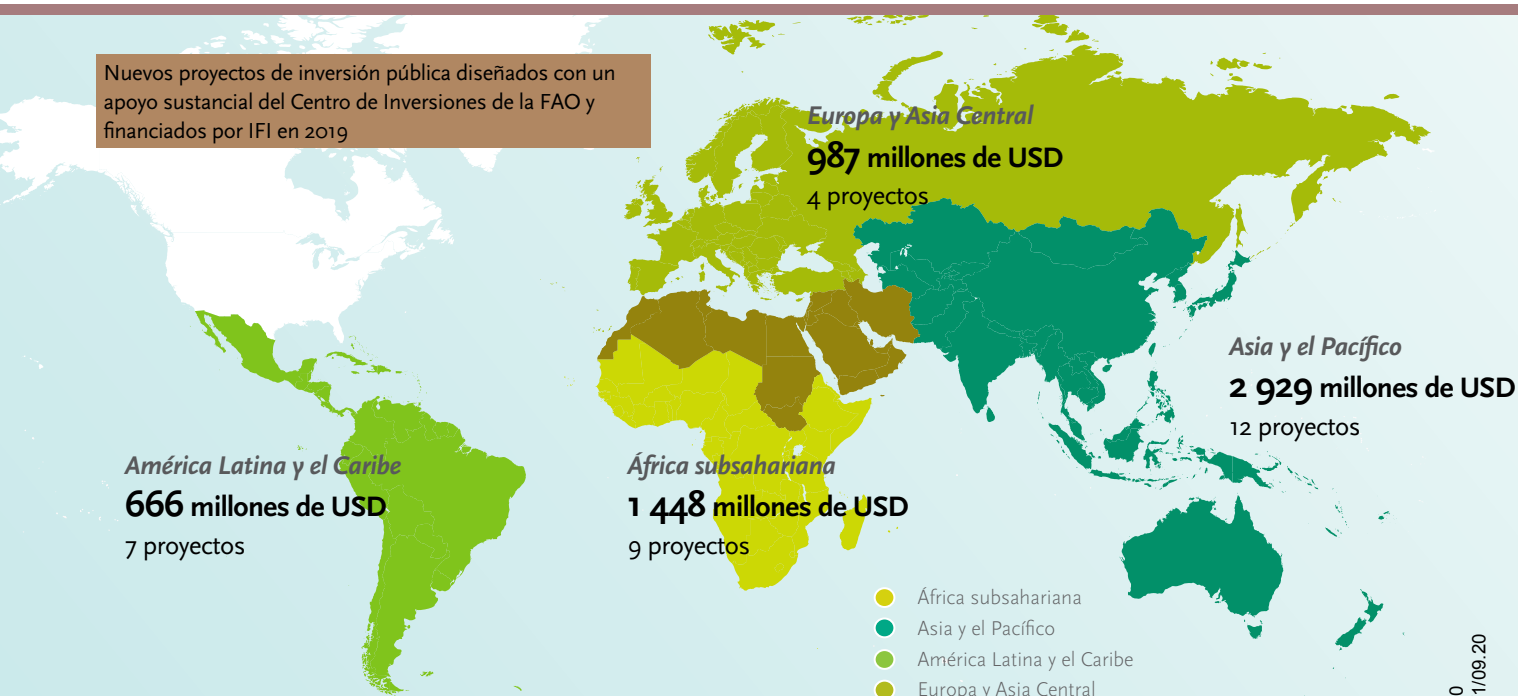 Nuevos proyectos de inversión pública diseñados con un
apoyo sustancial del Centro de Inversiones de la FAO y
financiados por IFI en 2019
Europa y Asia Central
987 millones de USD
4 proyectos
Asia y el Pacífico
2 929 millones de USD
12 proyectos
América Latina y el Caribe
666 millones de USD
7 proyectos
África subsahariana
1 448 millones de USD
9 proyectos
África subsahariana
Asia y el Pacífico
América Latina y el Caribe
Europa y Asia Central
1/09.20